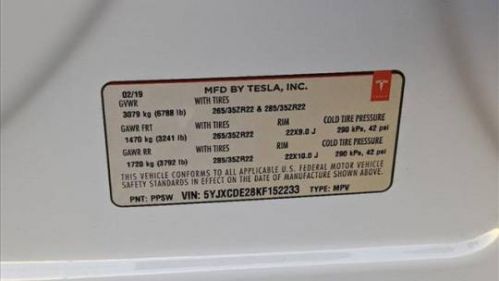 02/19 MFD BY TESLA, INC.
GVWR WITH TIRES
3079 kg (6788 lb) 265/35ZR22 & 285/35ZR22
GAWR FRT WITH TIRES RIM COLD TIRE PRESSURE
1470 kg (3241 lb) 265/35ZR22 22X9.0 J 290 kPa, 42 psi
GAWR RR WITH TIRES RIM COLD TIRE PRESSURE
1720 kg (3792 lb) 285/35ZR22 22X10.0 J 290 kPa, 42 psi
THIS VEHICLE CONFORMS TO ALL APPLICABLE U.S. FEDERAL MOTOR VEHICLE
SAFETY STANDARDS IN EFFECT ON THE DATE OF MANUFACTURE SHOWN ABOVE
PNT: PPSW VIN: 5YJXCDE28KF152233 TYPE: MPV